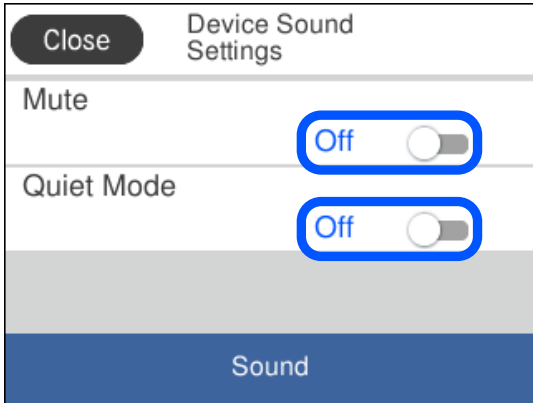 Close
Device Sound
Settings
Mute
Off
Quiet Mode
Off
Sound